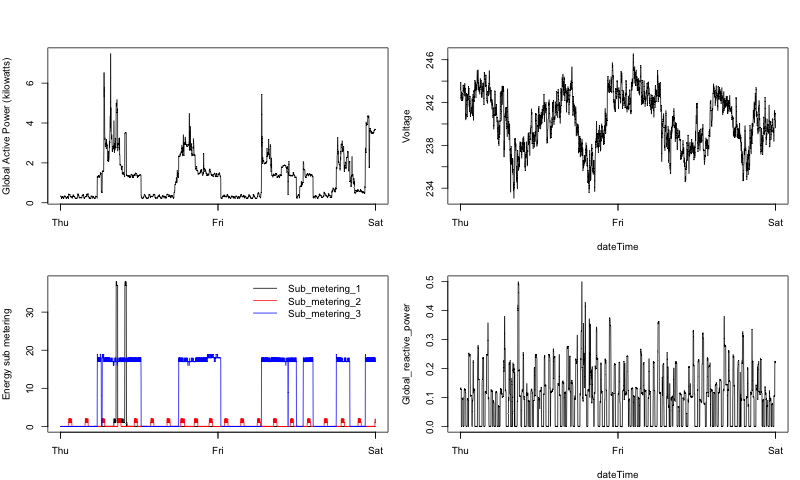 Global Active Power (kilowatts)
0 2 4 6
Thu Fri Sat
Voltage
234 238 242 246
Thu Fri Sat
dateTime
Energy sub metering
0 10 20 30
Sub_metering_1
Sub_metering_2
Sub_metering_3
Thu Fri Sat
Global_reactive_power
0.0 0.1 0.2 0.3 0.4 0.5
Thu Fri Sat
dateTime